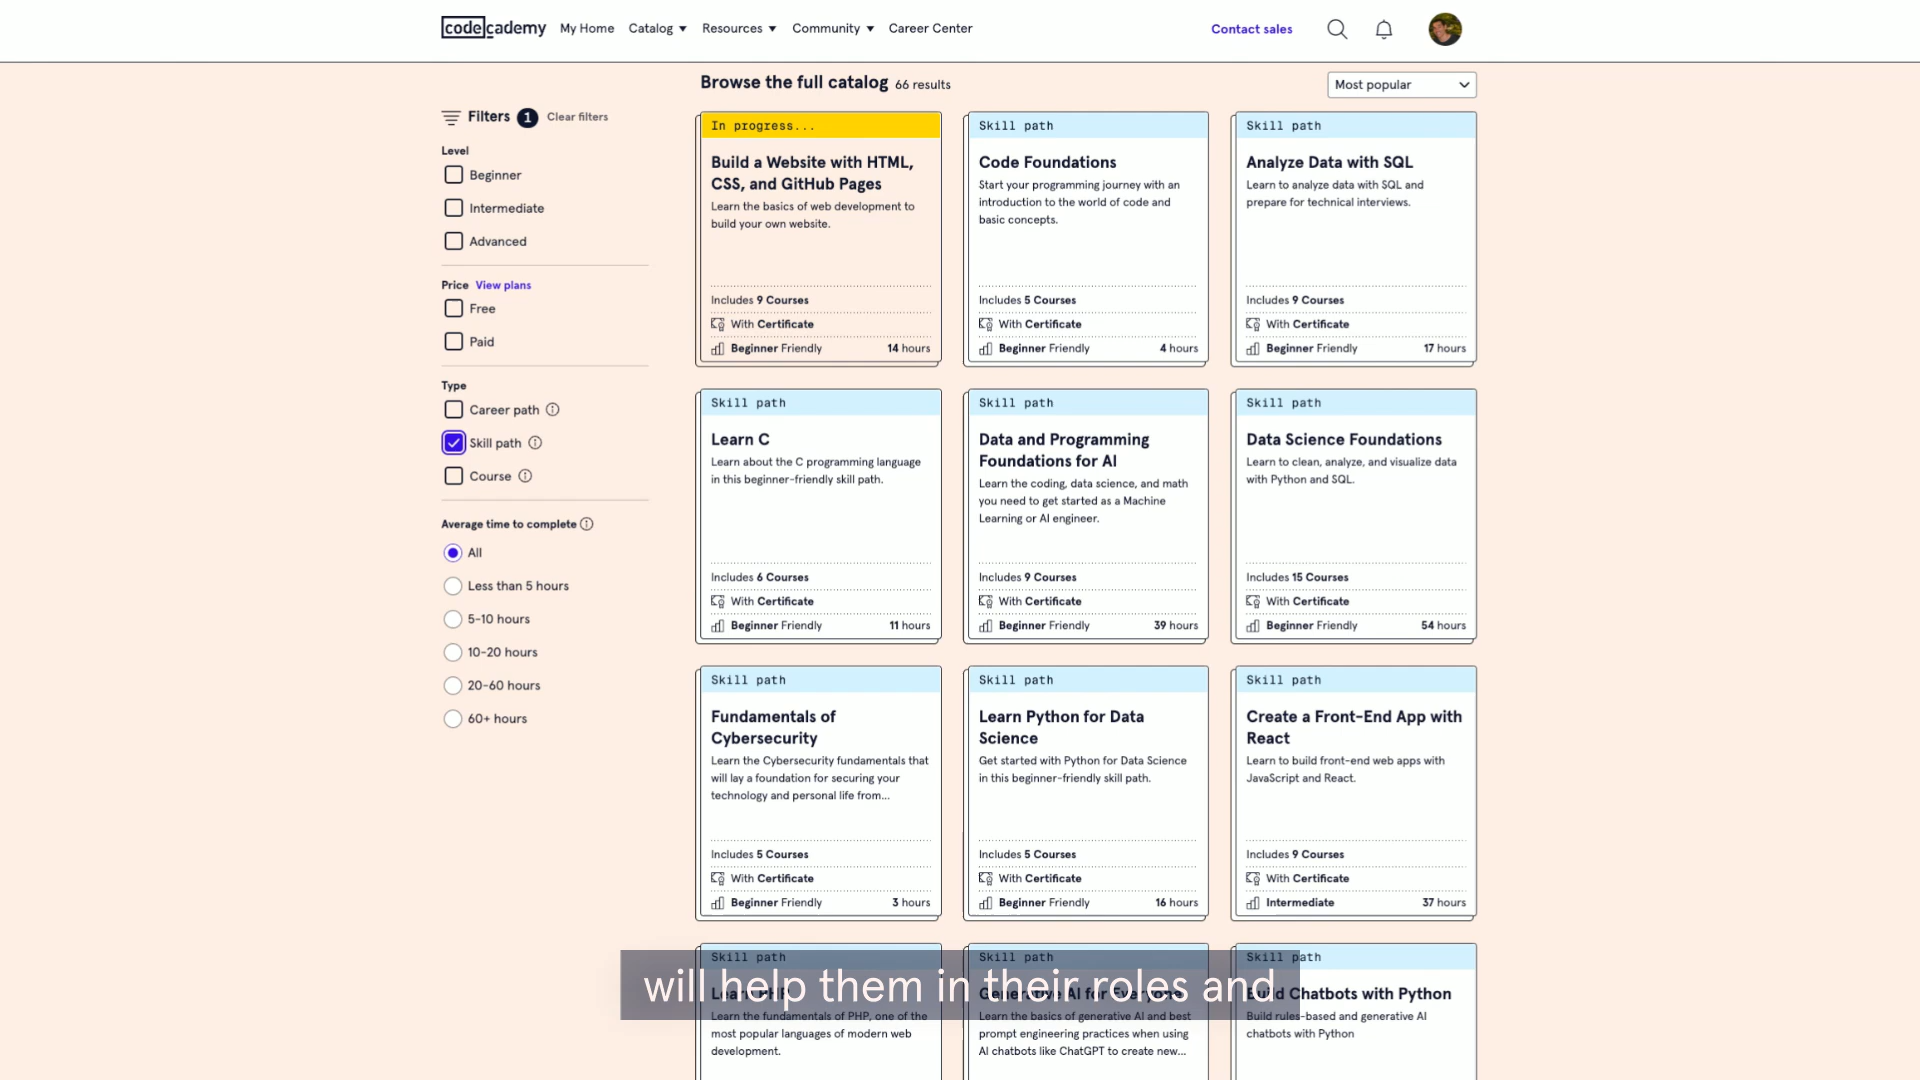 codecademy
My Home
Catalog
Resources
Community
Career Center
Contact sales
Browse the full catalog 66 results
Most popular
Filters 1 Clear filters
Level
Beginner
Intermediate
Advanced
Price View plans
Free
Paid
Type
Career path
Skill path
Course
Average time to complete
All
Less than 5 hours
5-10 hours
10-20 hours
20-60 hours
60+ hours
In progress...
Build a Website with HTML,
CSS, and GitHub Pages
Learn the basics of web development to
build your own website.
Includes 9 Courses
With Certificate
Beginner Friendly 14 hours
Skill path
Code Foundations
Start your programming journey with an
introduction to the world of code and
basic concepts.
Includes 5 Courses
With Certificate
Beginner Friendly 4 hours
Skill path
Analyze Data with SQL
Learn to analyze data with SQL and
prepare for technical interviews.
Includes 9 Courses
With Certificate
Beginner Friendly 17 hours
Skill path
Learn C
Learn about the C programming language
in this beginner-friendly skill path.
Includes 6 Courses
With Certificate
Beginner Friendly 11 hours
Skill path
Data and Programming
Foundations for AI
Learn the coding, data science, and math
you need to get started as a Machine
Learning or AI engineer.
Includes 9 Courses
With Certificate
Beginner Friendly 39 hours
Skill path
Data Science Foundations
Learn to clean, analyze, and visualize data
with Python and SQL.
Includes 15 Courses
With Certificate
Beginner Friendly 54 hours
Skill path
Fundamentals of
Cybersecurity
Learn the Cybersecurity fundamentals that
will lay a foundation for securing your
technology and personal life from...
Includes 5 Courses
With Certificate
Beginner Friendly 3 hours
Skill path
Learn Python for Data
Science
Get started with Python for Data Science
in this beginner-friendly skill path.
Includes 5 Courses
With Certificate
Beginner Friendly 16 hours
Skill path
Create a Front-End App with
React
Learn to build front-end web apps with
JavaScript and React.
Includes 9 Courses
With Certificate
Intermediate 37 hours
Skill path
Learn PHP
Learn the fundamentals of PHP, one of the
most popular languages of modern web
development.
Skill path
Generative AI for Everyone
Learn the basics of generative AI and best
prompt engineering practices when using
AI chatbots like ChatGPT to create new...
Skill path
Build Chatbots with Python
Build rules-based and generative AI
chatbots with Python
will help them in their roles and